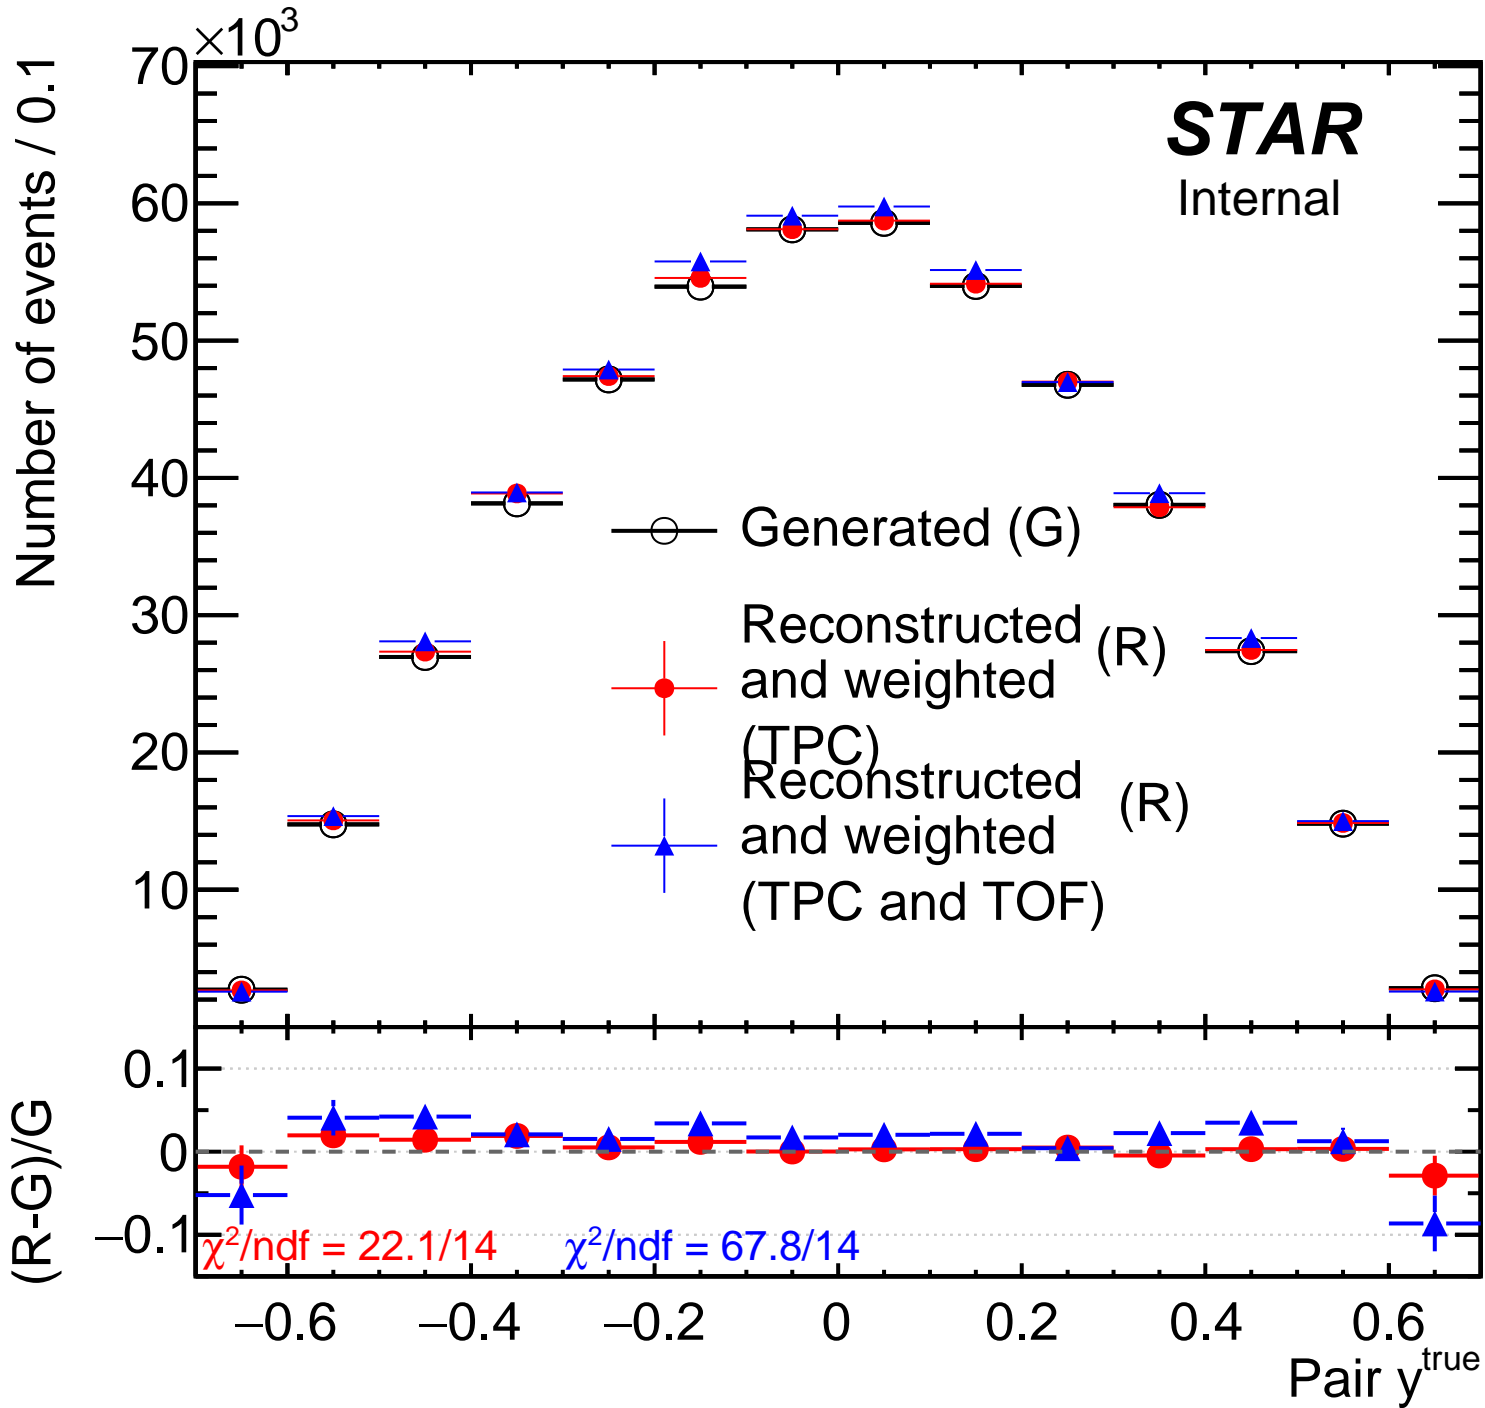 ×10³
70
60
50
40
30
20
10
Number of events / 0.1
STAR
Internal
Generated (G)
Reconstructed
and weighted (R)
(TPC)
Reconstructed
and weighted (R)
(TPC and TOF)
0.1
0
−0.1
(R-G)/G
χ²/ndf = 22.1/14 χ²/ndf = 67.8/14
−0.6 −0.4 −0.2 0 0.2 0.4 0.6
Pair y^true